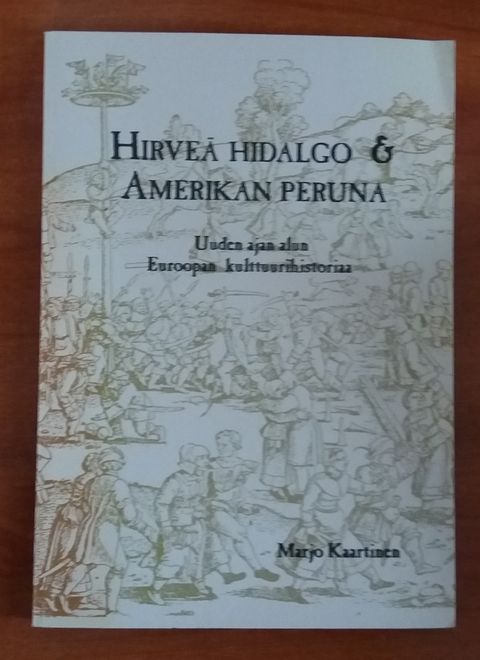 HIRVEÄ HIDALGO &
AMERIKAN PERUNA
Uuden ajan alun
Euroopan kulttuurihistoriaa
Marjo Kaartinen